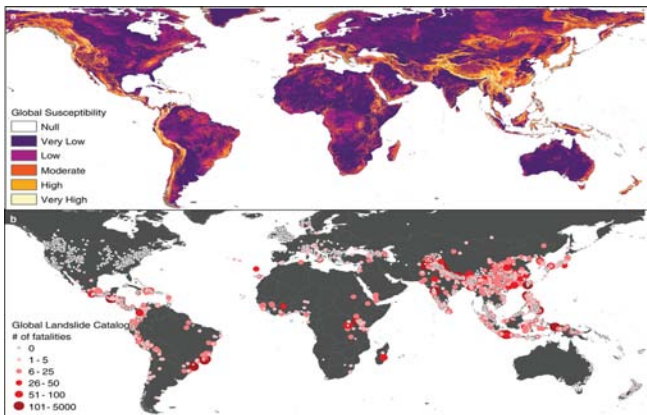 a
Global Susceptibility
Null
Very Low
Low
Moderate
High
Very High
b
Global Landslide Catalog
# of fatalities
0
1 - 5
6 - 25
26 - 50
51 - 100
101 - 5000